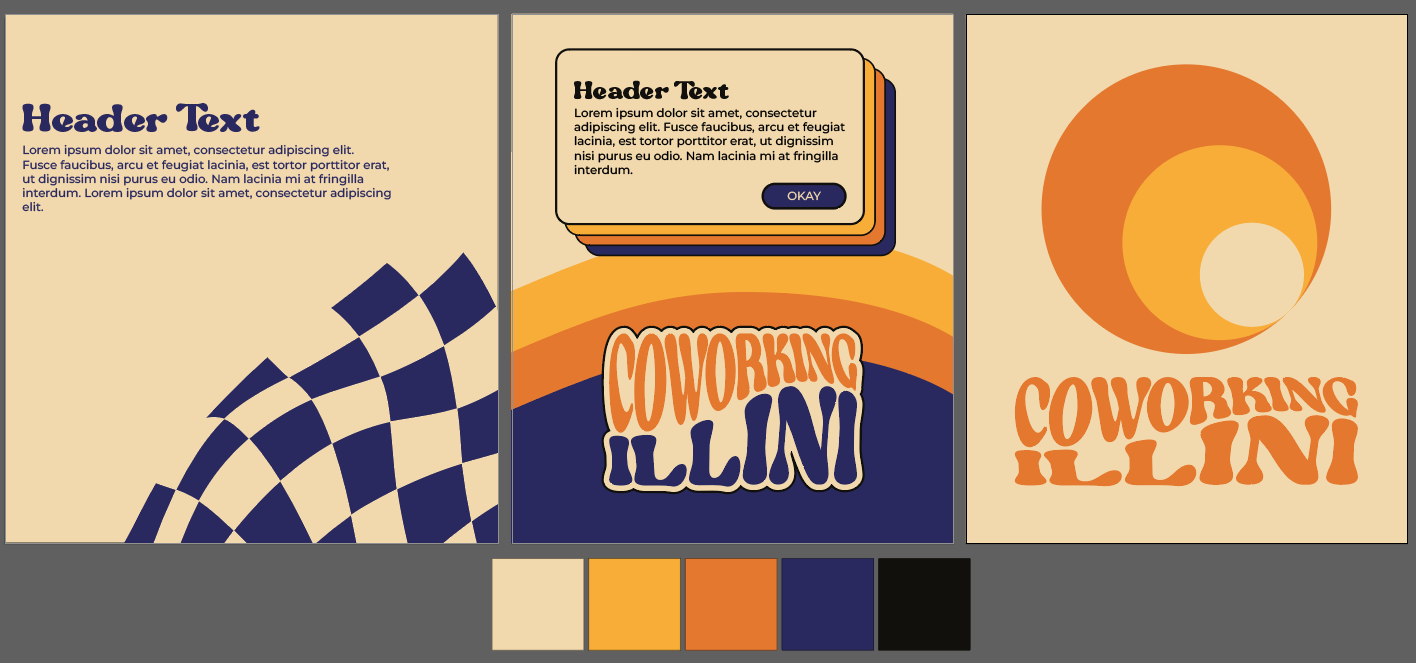 Header Text
Lorem ipsum dolor sit amet, consectetur adipiscing elit.
Fusce faucibus, arcu et feugiat lacinia, est tortor porttitor erat,
ut dignissim nisi purus eu odio. Nam lacinia mi at fringilla
interdum. Lorem ipsum dolor sit amet, consectetur adipiscing
elit.
Header Text
Lorem ipsum dolor sit amet, consectetur
adipiscing elit. Fusce faucibus, arcu et feugiat
lacinia, est tortor porttitor erat, ut dignissim
nisi purus eu odio. Nam lacinia mi at fringilla
interdum.
OKAY
COWORKING
ILLINI
COWORKING
ILLINI